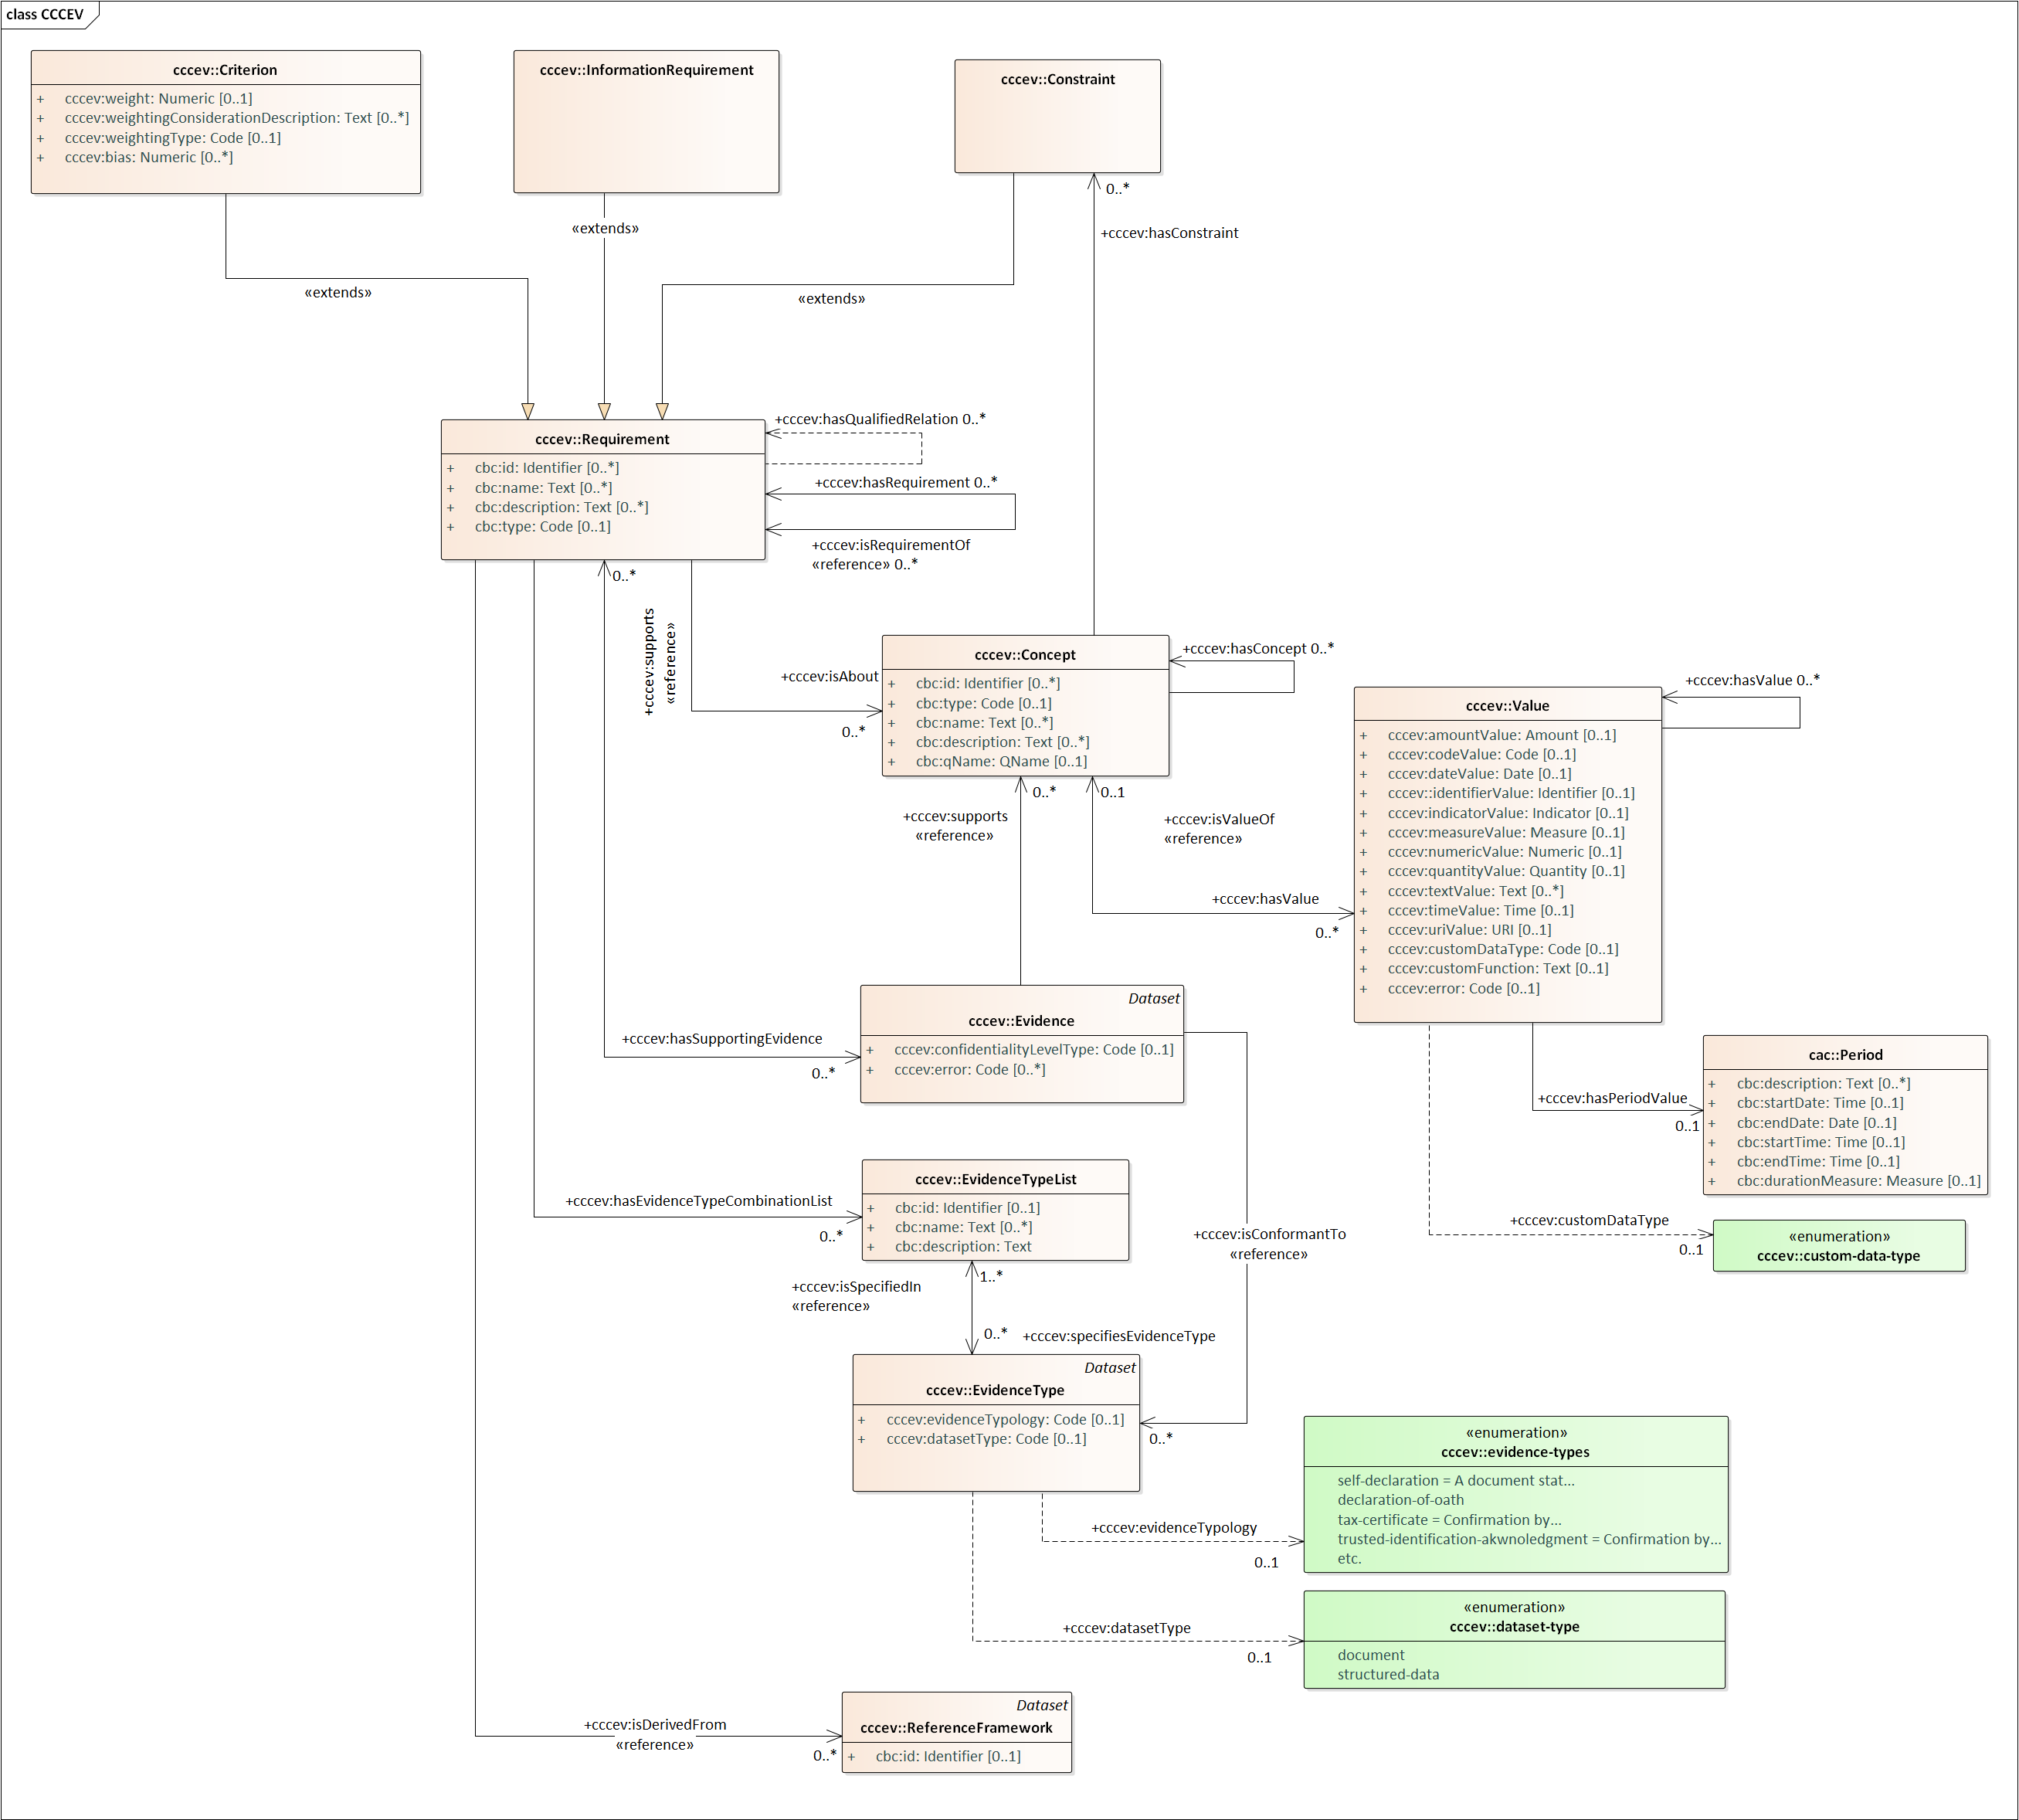 class CCCEV
cccev::Criterion
+ cccev:weight: Numeric [0..1]
+ cccev:weightingConsiderationDescription: Text [0..*]
+ cccev:weightingType: Code [0..1]
+ cccev:bias: Numeric [0..*]
cccev::InformationRequirement
cccev::Constraint
0..*
+cccev:hasConstraint
«extends»
«extends»
«extends»
cccev::Requirement
+ cbc:id: Identifier [0..*]
+ cbc:name: Text [0..*]
+ cbc:description: Text [0..*]
+ cbc:type: Code [0..1]
+cccev:hasQualifiedRelation 0..*
+cccev:hasRequirement 0..*
+cccev:isRequirementOf
«reference» 0..*
0..*
+cccev:supports
«reference»
+cccev:isAbout
0..*
cccev::Concept
+ cbc:id: Identifier [0..*]
+ cbc:type: Code [0..1]
+ cbc:name: Text [0..*]
+ cbc:description: Text [0..*]
+ cbc:qName: QName [0..1]
+cccev:hasConcept 0..*
0..*
+cccev:supports
«reference»
0..1
+cccev:isValueOf
«reference»
+cccev:hasValue
0..*
+cccev:hasValue 0..*
cccev::Value
+ cccev:amountValue: Amount [0..1]
+ cccev:codeValue: Code [0..1]
+ cccev:dateValue: Date [0..1]
+ cccev::identifierValue: Identifier [0..1]
+ cccev:indicatorValue: Indicator [0..1]
+ cccev:measureValue: Measure [0..1]
+ cccev:numericValue: Numeric [0..1]
+ cccev:quantityValue: Quantity [0..1]
+ cccev:textValue: Text [0..*]
+ cccev:timeValue: Time [0..1]
+ cccev:uriValue: URI [0..1]
+ cccev:customDataType: Code [0..1]
+ cccev:customFunction: Text [0..1]
+ cccev:error: Code [0..1]
Dataset
cccev::Evidence
+ cccev:confidentialityLevelType: Code [0..1]
+ cccev:error: Code [0..*]
+cccev:hasSupportingEvidence
0..*
+cccev:hasPeriodValue
0..1
cac::Period
+ cbc:description: Text [0..*]
+ cbc:startDate: Time [0..1]
+ cbc:endDate: Date [0..1]
+ cbc:startTime: Time [0..1]
+ cbc:endTime: Time [0..1]
+ cbc:durationMeasure: Measure [0..1]
+cccev:customDataType
0..1
«enumeration»
cccev::custom-data-type
+cccev:hasEvidenceTypeCombinationList
0..*
cccev::EvidenceTypeList
+ cbc:id: Identifier [0..1]
+ cbc:name: Text [0..*]
+ cbc:description: Text
+cccev:isConformantTo
«reference»
1..*
+cccev:isSpecifiedIn
«reference»
0..*
+cccev:specifiesEvidenceType
Dataset
cccev::EvidenceType
+ cccev:evidenceTypology: Code [0..1]
+ cccev:datasetType: Code [0..1]
0..*
+cccev:evidenceTypology
0..1
«enumeration»
cccev::evidence-types
self-declaration = A document stat...
declaration-of-oath
tax-certificate = Confirmation by...
trusted-identification-akwnoledgment = Confirmation by...
etc.
+cccev:datasetType
0..1
«enumeration»
cccev::dataset-type
document
structured-data
+cccev:isDerivedFrom
«reference»
0..*
Dataset
cccev::ReferenceFramework
+ cbc:id: Identifier [0..1]